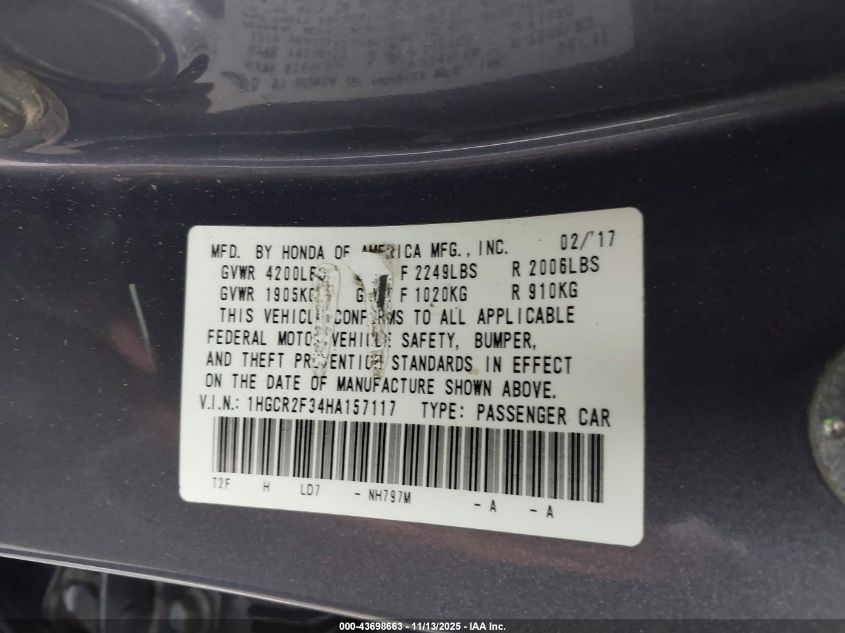 MFD. BY HONDA OF AMERICA MFG., INC. 02/'17
GVWR 4200LBS F 2249LBS R 2006LBS
GVWR 1905KG F 1020KG R 910KG
THIS VEHICLE CONFORMS TO ALL APPLICABLE
FEDERAL MOTOR VEHICLE SAFETY, BUMPER,
AND THEFT PREVENTION STANDARDS IN EFFECT
ON THE DATE OF MANUFACTURE SHOWN ABOVE.
V.I.N.: 1HGCR2F34HA157117 TYPE: PASSENGER CAR
T2F H LD7 - NH797M - A - A
000-43698663 - 11/13/2025 - IAA Inc.